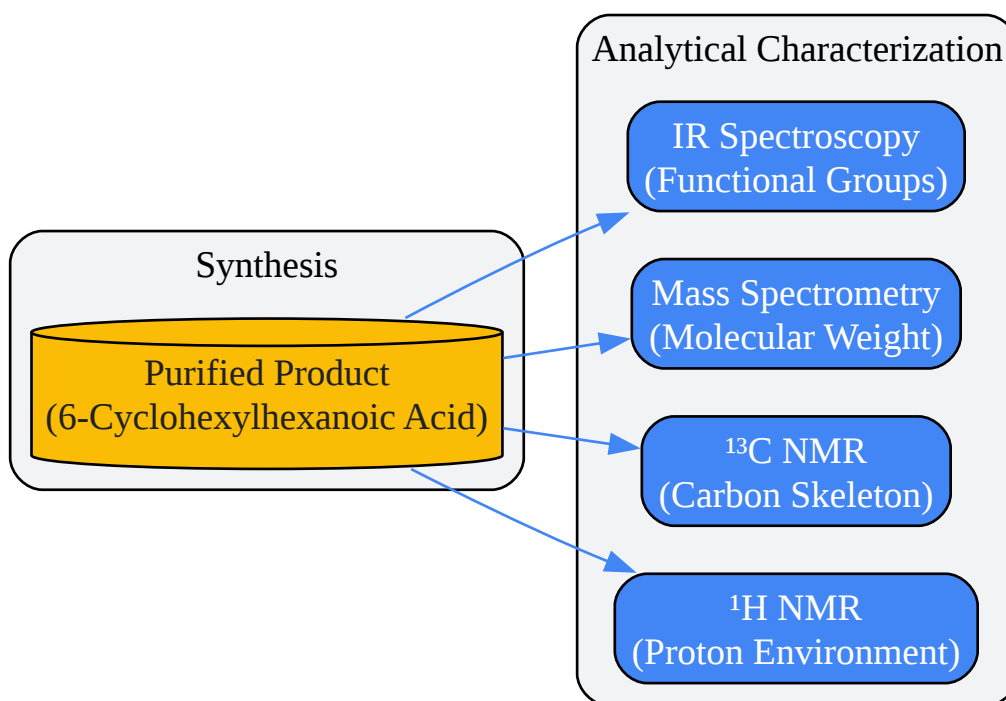 Synthesis
Purified Product
(6-Cyclohexylhexanoic Acid)
Analytical Characterization
IR Spectroscopy
(Functional Groups)
Mass Spectrometry
(Molecular Weight)
¹³C NMR
(Carbon Skeleton)
¹H NMR
(Proton Environment)